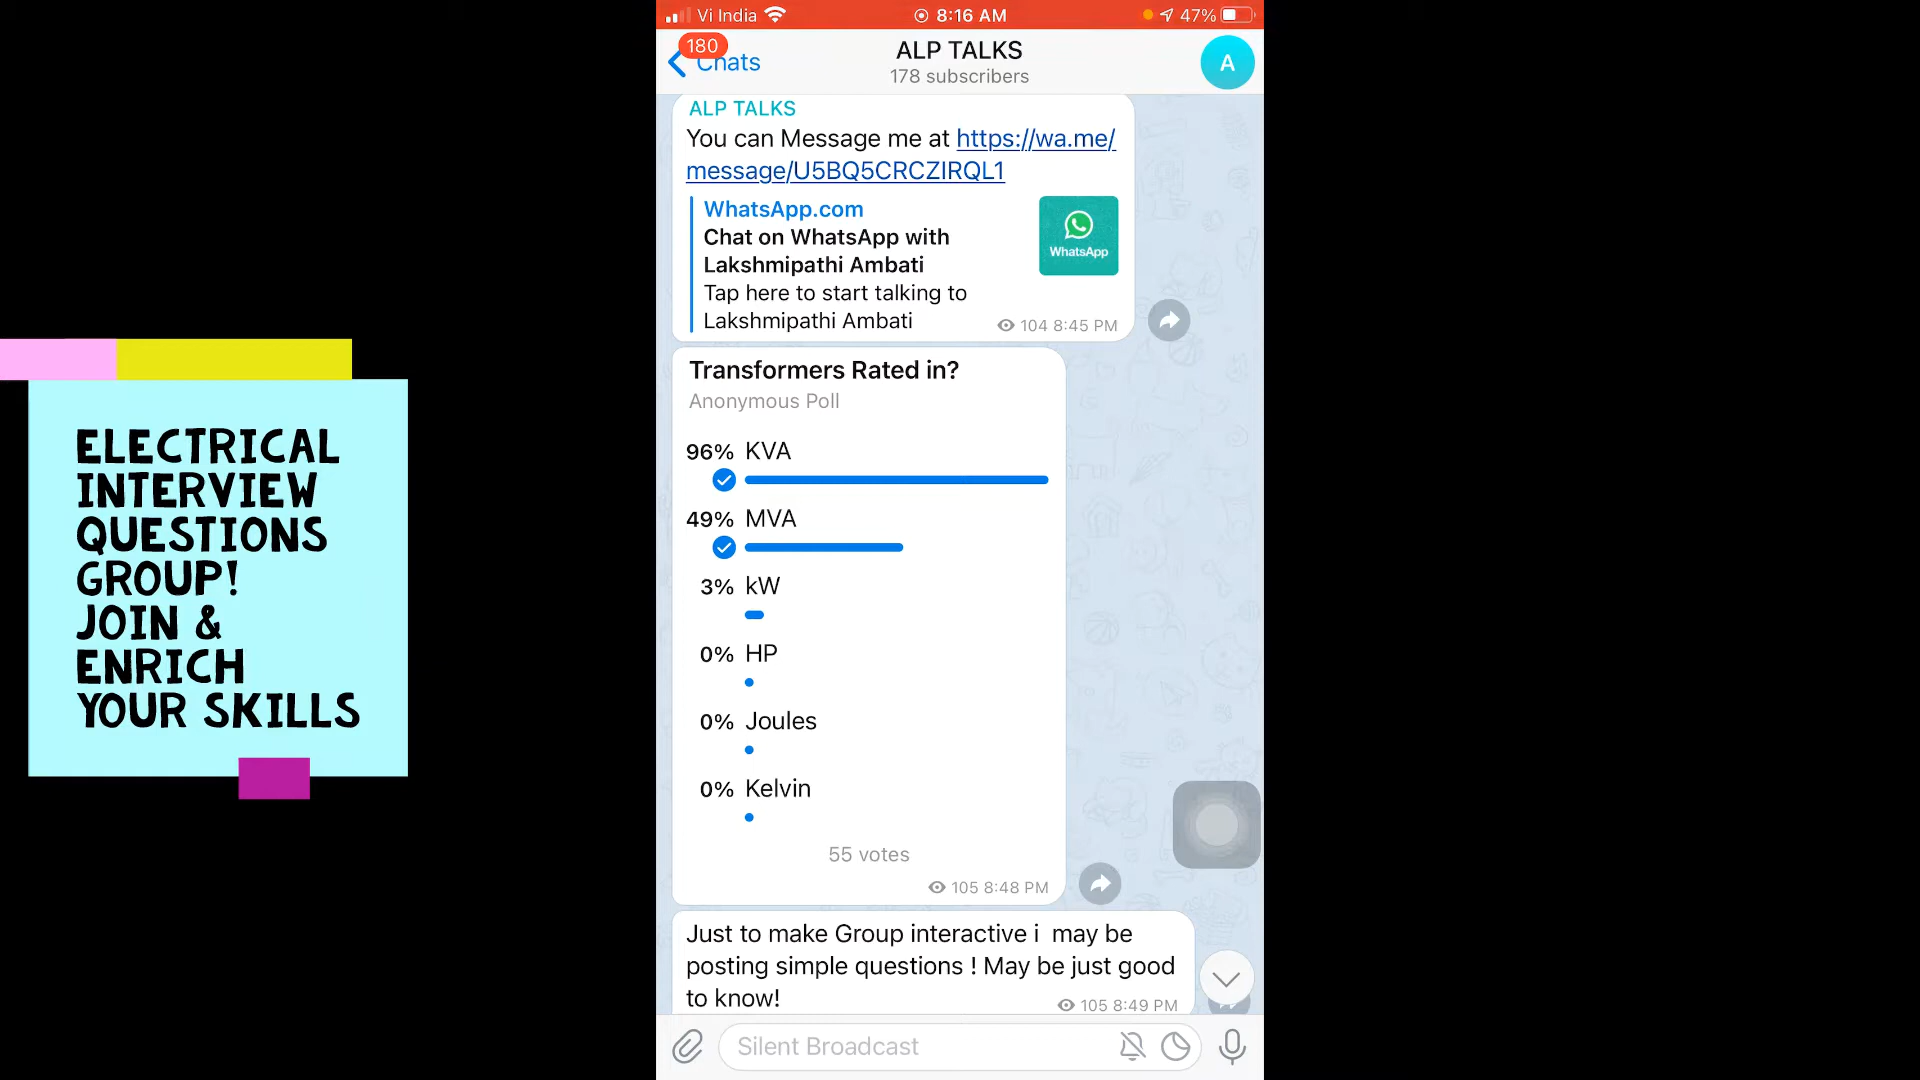 Vi India
8:16 AM
47%
180
Chats
ALP TALKS
178 subscribers
A
ALP TALKS
You can Message me at https://wa.me/
message/U5BQ5CRCZIRQL1
WhatsApp.com
Chat on WhatsApp with
Lakshmipathi Ambati
Tap here to start talking to
Lakshmipathi Ambati
WhatsApp
104 8:45 PM
Transformers Rated in?
Anonymous Poll
96% KVA
49% MVA
3% kW
0% HP
0% Joules
0% Kelvin
55 votes
105 8:48 PM
Just to make Group interactive i may be
posting simple questions ! May be just good
to know!
105 8:49 PM
Silent Broadcast
ELECTRICAL
INTERVIEW
QUESTIONS
GROUP!
JOIN &
ENRICH
YOUR SKILLS